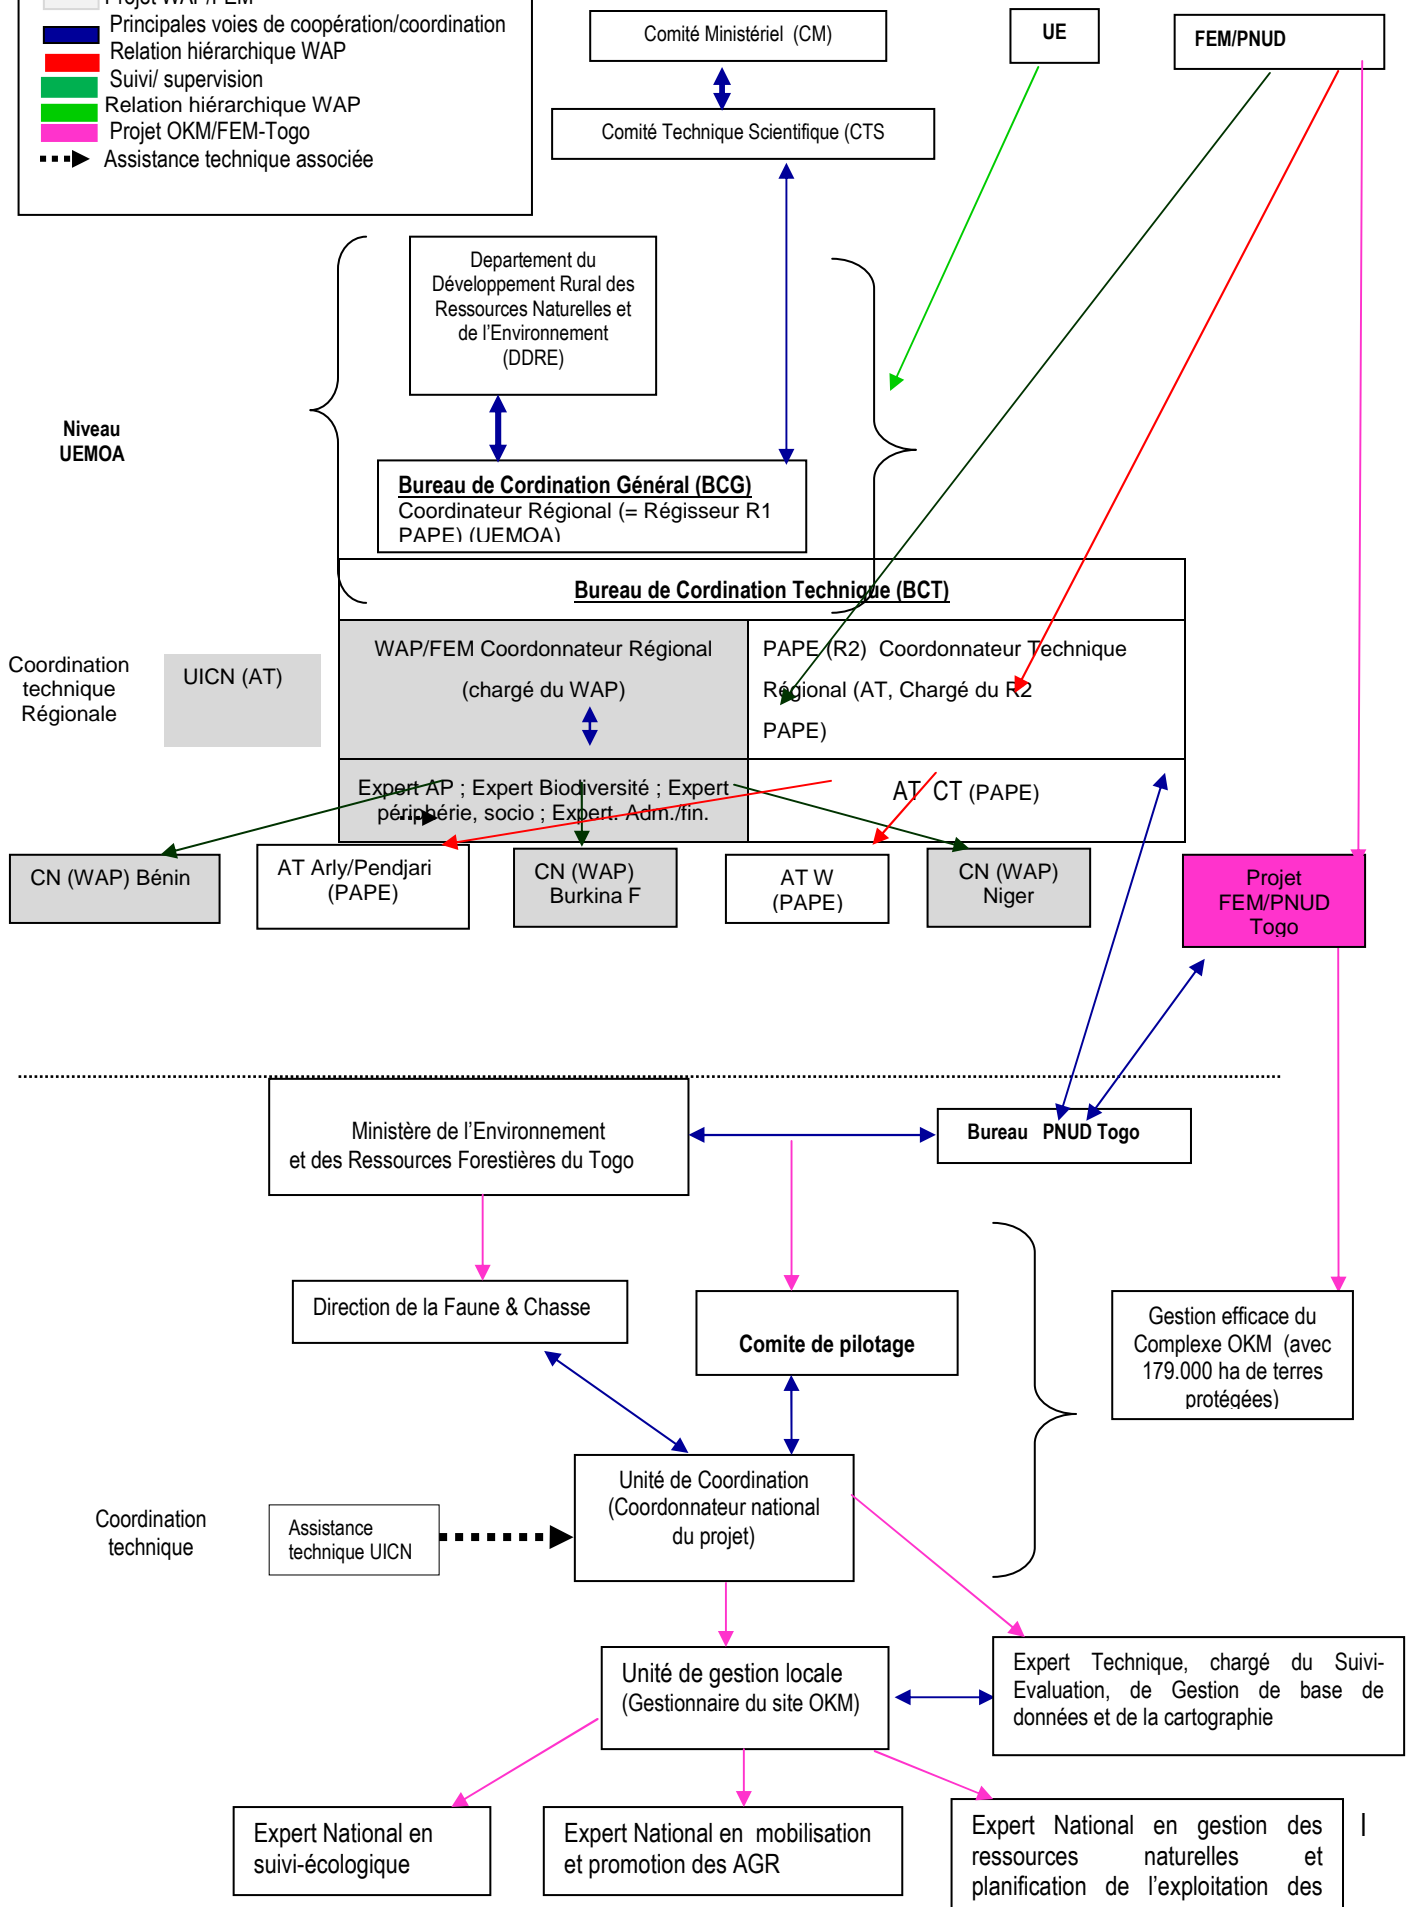 Projet WAP/FEM
Principales voies de coopération/coordination
Relation hiérarchique WAP
Suivi/ supervision
Relation hiérarchique WAP
Projet OKM/FEM-Togo
Assistance technique associée
Comité Ministériel (CM)
UE
FEM/PNUD
Comité Technique Scientifique (CTS
Departement du
Développement Rural des
Ressources Naturelles et
de l'Environnement
(DDRE)
Niveau
UEMOA
Bureau de Cordination Général (BCG)
Coordinateur Régional (= Régisseur R1
PAPE) (UEMOA)
Bureau de Cordination Technique (BCT)
Coordination
technique
Régionale
UICN (AT)
WAP/FEM Coordonnateur Régional
(chargé du WAP)
PAPE (R2) Coordonnateur Technique
Régional (AT, Chargé du R2
PAPE)
Expert AP ; Expert Biodiversité ; Expert
périphérie, socio ; Expert. Adm./fin.
AT CT (PAPE)
CN (WAP) Bénin
AT Arly/Pendjari
(PAPE)
CN (WAP)
Burkina F
AT W
(PAPE)
CN (WAP)
Niger
Projet
FEM/PNUD
Togo
Ministère de l'Environnement
et des Ressources Forestières du Togo
Bureau PNUD Togo
Direction de la Faune & Chasse
Comite de pilotage
Gestion efficace du
Complexe OKM (avec
179.000 ha de terres
protégées)
Unité de Coordination
(Coordonnateur national
du projet)
Coordination
technique
Assistance
technique UICN
Unité de gestion locale
(Gestionnaire du site OKM)
Expert Technique, chargé du Suivi-
Evaluation, de Gestion de base de
données et de la cartographie
Expert National en
suivi-écologique
Expert National en mobilisation
et promotion des AGR
Expert National en gestion des
ressources naturelles et
planification de l'exploitation des